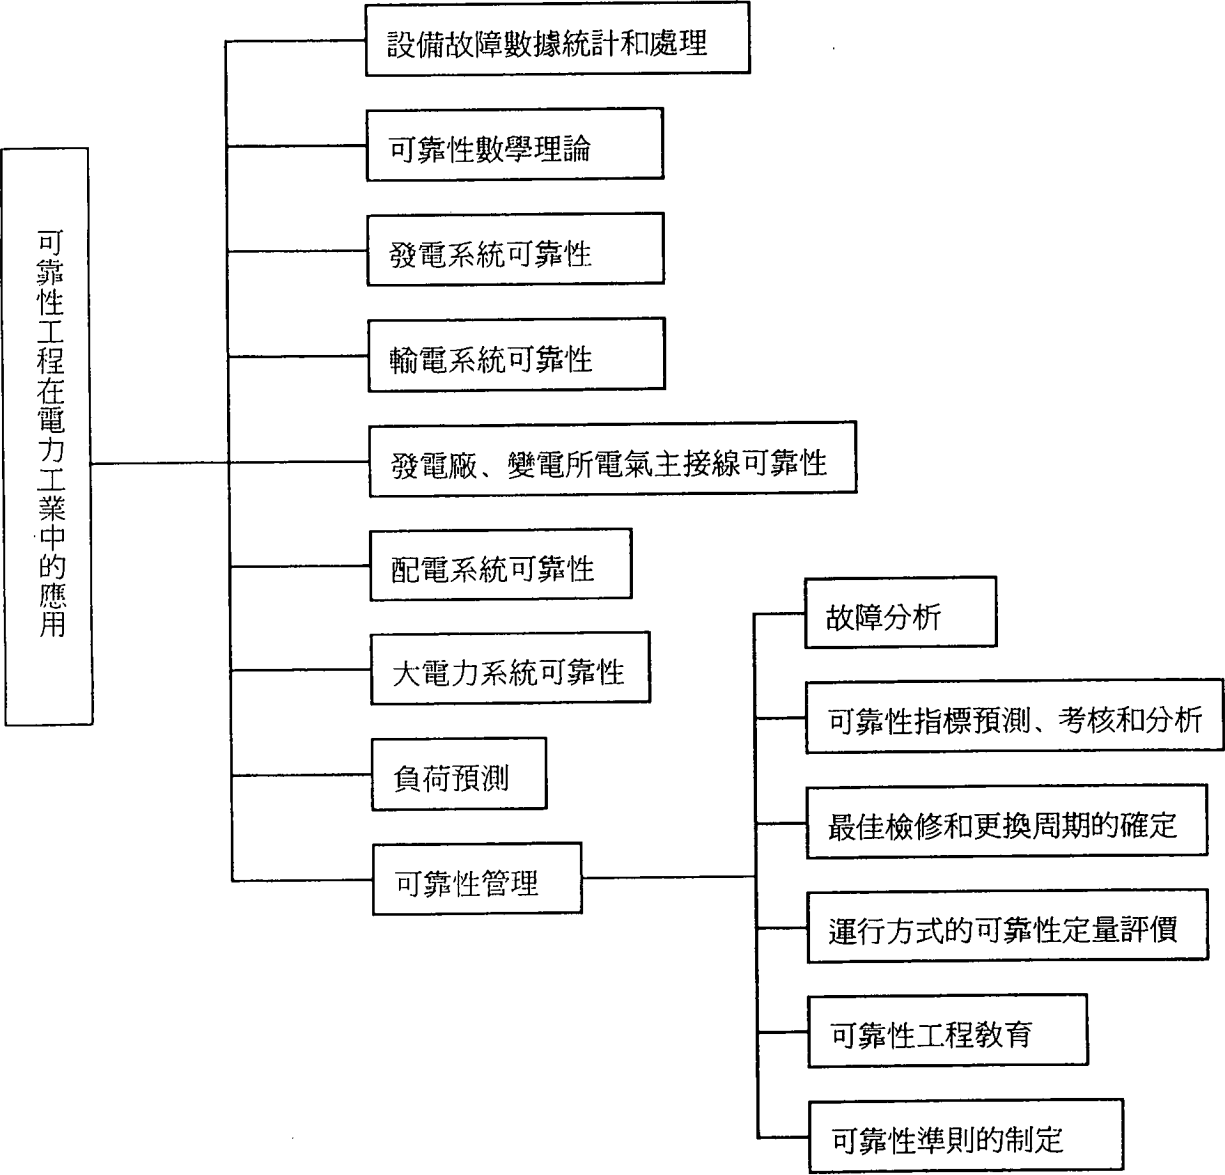 可靠性工程在電力工業中的應用
設備故障數據統計和處理
可靠性數學理論
發電系統可靠性
輸電系統可靠性
發電廠、變電所電氣主接線可靠性
配電系統可靠性
大電力系統可靠性
負荷預測
可靠性管理
故障分析
可靠性指標預測、考核和分析
最佳檢修和更換周期的確定
運行方式的可靠性定量評價
可靠性工程教育
可靠性準則的制定